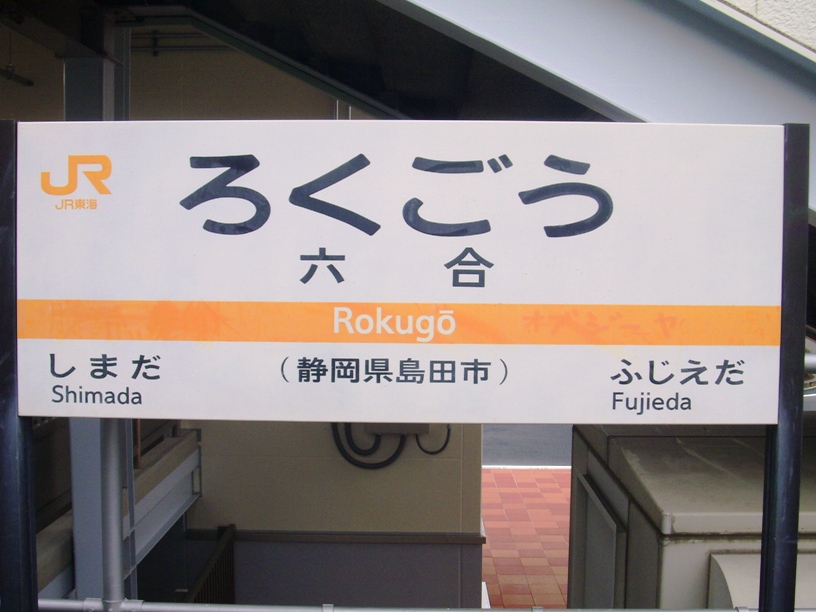 JR
JR東海
ろくごう
六合
Rokugō
しまだ
Shimada
(静岡県島田市)
ふじえだ
Fujieda